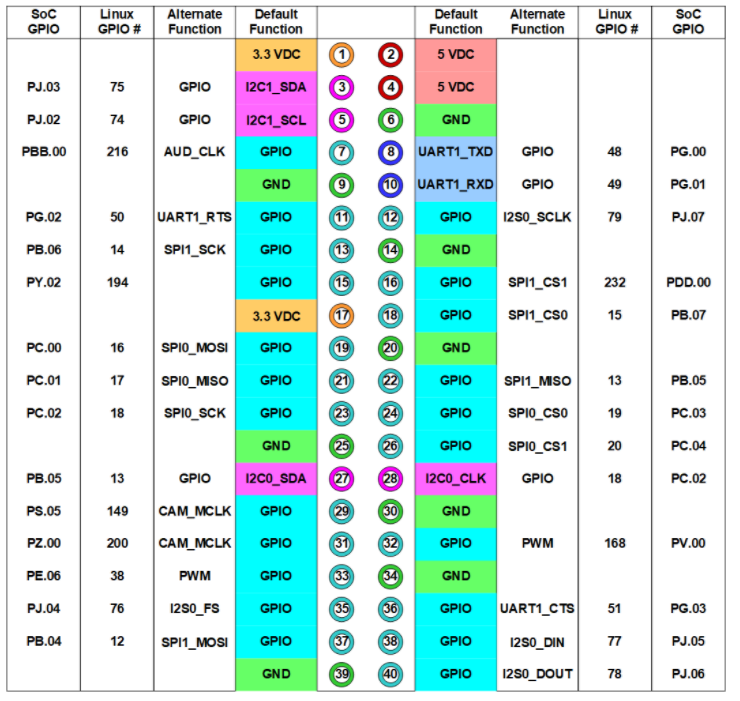 SoC GPIO Linux GPIO # Alternate Function Default Function Default Function Alternate Function Linux GPIO # SoC GPIO
3.3 VDC 1 2 5 VDC
PJ.03 75 GPIO I2C1_SDA 3 4 5 VDC
PJ.02 74 GPIO I2C1_SCL 5 6 GND
PBB.00 216 AUD_CLK GPIO 7 8 UART1_TXD GPIO 48 PG.00
GND 9 10 UART1_RXD GPIO 49 PG.01
PG.02 50 UART1_RTS GPIO 11 12 GPIO I2S0_SCLK 79 PJ.07
PB.06 14 SPI1_SCK GPIO 13 14 GND
PY.02 194 GPIO 15 16 GPIO SPI1_CS1 232 PDD.00
3.3 VDC 17 18 GPIO SPI1_CS0 15 PB.07
PC.00 16 SPI0_MOSI GPIO 19 20 GND
PC.01 17 SPI0_MISO GPIO 21 22 GPIO SPI1_MISO 13 PB.05
PC.02 18 SPI0_SCK GPIO 23 24 GPIO SPI0_CS0 19 PC.03
GND 25 26 GPIO SPI0_CS1 20 PC.04
PB.05 13 GPIO I2C0_SDA 27 28 I2C0_CLK GPIO 18 PC.02
PS.05 149 CAM_MCLK GPIO 29 30 GND
PZ.00 200 CAM_MCLK GPIO 31 32 GPIO PWM 168 PV.00
PE.06 38 PWM GPIO 33 34 GND
PJ.04 76 I2S0_FS GPIO 35 36 GPIO UART1_CTS 51 PG.03
PB.04 12 SPI1_MOSI GPIO 37 38 GPIO I2S0_DIN 77 PJ.05
GND 39 40 GPIO I2S0_DOUT 78 PJ.06